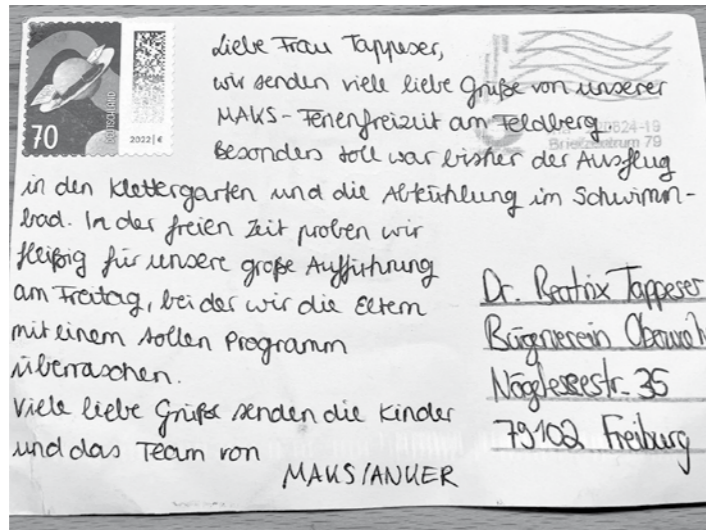 70
DEUTSCHLAND
2022 | €
Briefzentrum 79
Liebe Frau Tappeser,
wir senden viele liebe Grüße von unserer
MAKS - Ferienfreizeit am Feldberg.
Besonders toll war bisher der Ausflug
in den Klettergarten und die Abkühlung im Schwimm-
bad. In der freien Zeit proben wir
fleißig für unsere große Aufführung
am Freitag, bei der wir die Eltern
mit einem tollen Programm
überraschen.
Viele liebe Grüße senden die Kinder
und das Team von
MAKS/ANKER
Dr. Beatrix Tappeser
Bürgerverein
Nägeleseestr. 35
79102 Freiburg